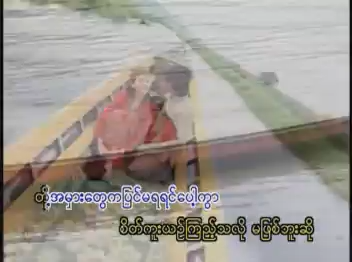 တို့အမှားတွေကပြင်မရရင်ပေါ့ကွာ
စိတ်ကူးယဉ်ကြည့်သလို မဖြစ်ဘူးဆို